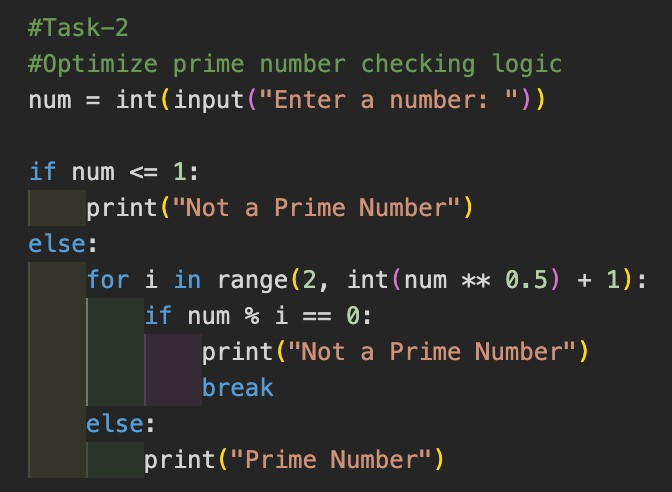 #Task-2
#Optimize prime number checking logic
num = int(input("Enter a number: "))

if num <= 1:
    print("Not a Prime Number")
else:
    for i in range(2, int(num ** 0.5) + 1):
        if num % i == 0:
            print("Not a Prime Number")
            break
    else:
        print("Prime Number")